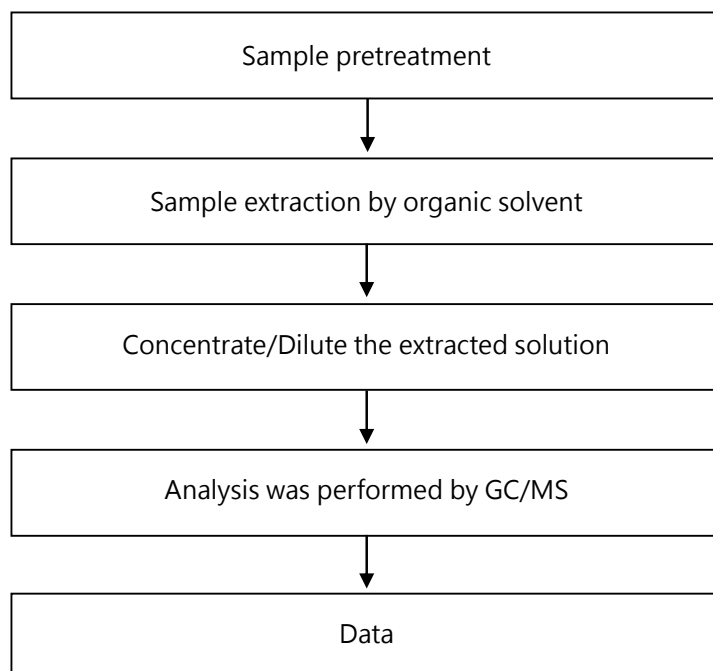 Sample pretreatment
Sample extraction by organic solvent
Concentrate/Dilute the extracted solution
Analysis was performed by GC/MS
Data